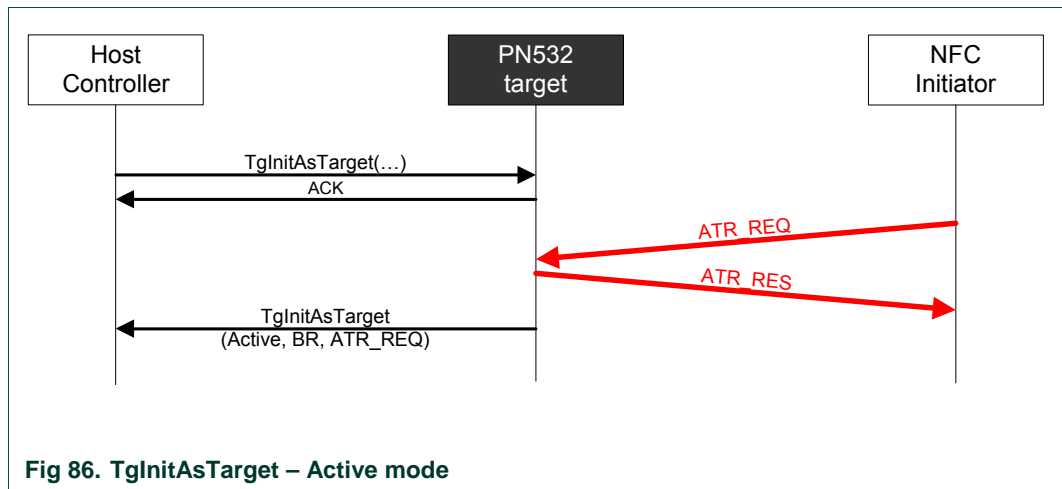 Host
Controller
PN532
target
NFC
Initiator
TgInitAsTarget(…)
ACK
ATR_REQ
ATR_RES
TgInitAsTarget
(Active, BR, ATR_REQ)
Fig 86. TgInitAsTarget – Active mode